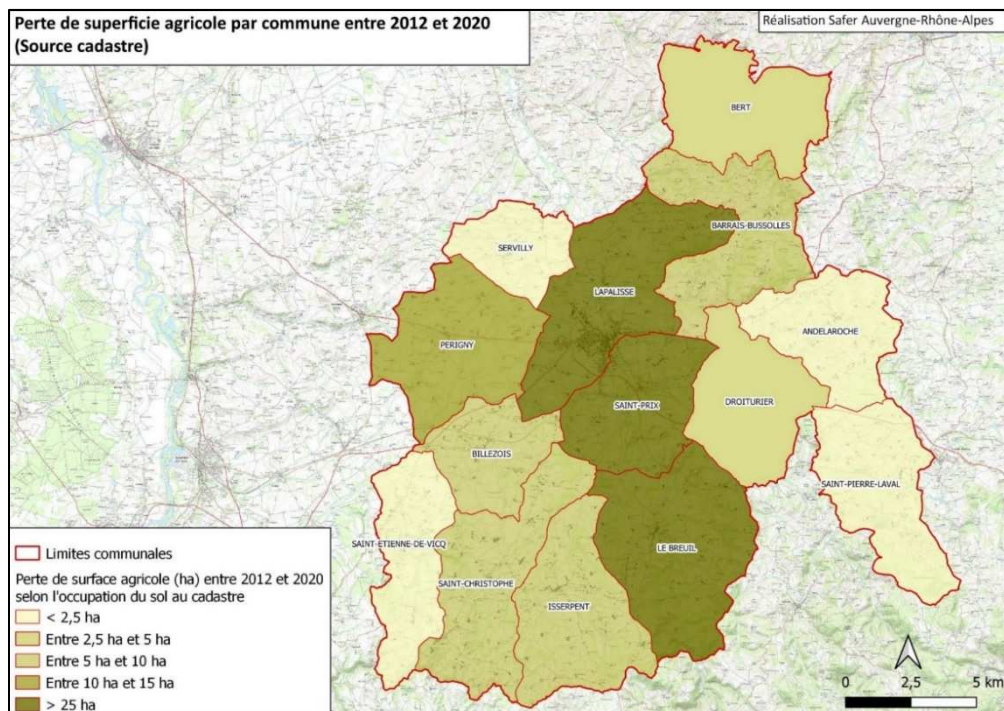 Perte de superficie agricole par commune entre 2012 et 2020
(Source cadastre)
Réalisation Safer Auvergne-Rhône-Alpes
BERT
BARRAIS-BUSSOLLES
SERVILLY
LAPALISSE
ANDELAROCHE
PERIGNY
SAINT-PRIX
DROITURIER
BILLEZOIS
SAINT-PIERRE-LAVAL
SAINT-ETIENNE-DE-VICQ
LE BREUIL
SAINT-CHRISTOPHE
ISSERPENT
Limites communales
Perte de surface agricole (ha) entre 2012 et 2020
selon l'occupation du sol au cadastre
< 2,5 ha
Entre 2,5 ha et 5 ha
Entre 5 ha et 10 ha
Entre 10 ha et 15 ha
> 25 ha
0 2,5 5 km